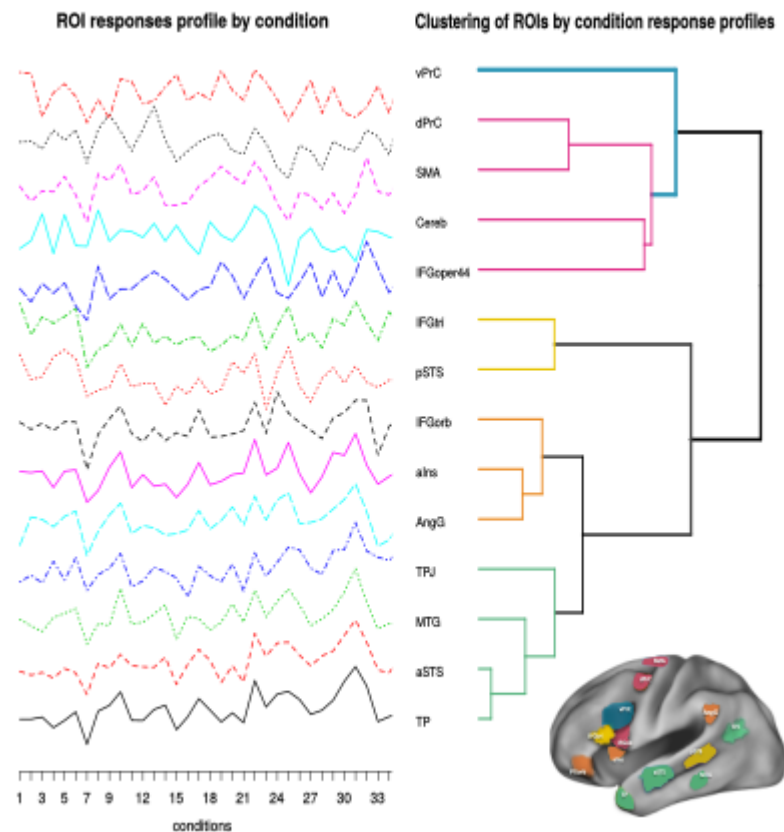 ROI responses profile by condition
Clustering of ROIs by condition response profiles
vPrC
dPrC
SMA
Cereb
IFGoper44
IFGtri
pSTS
IFGorb
aIns
AngG
TPJ
MTG
aSTS
TP
1 3 5 7 9 12 15 18 21 24 27 30 33
conditions